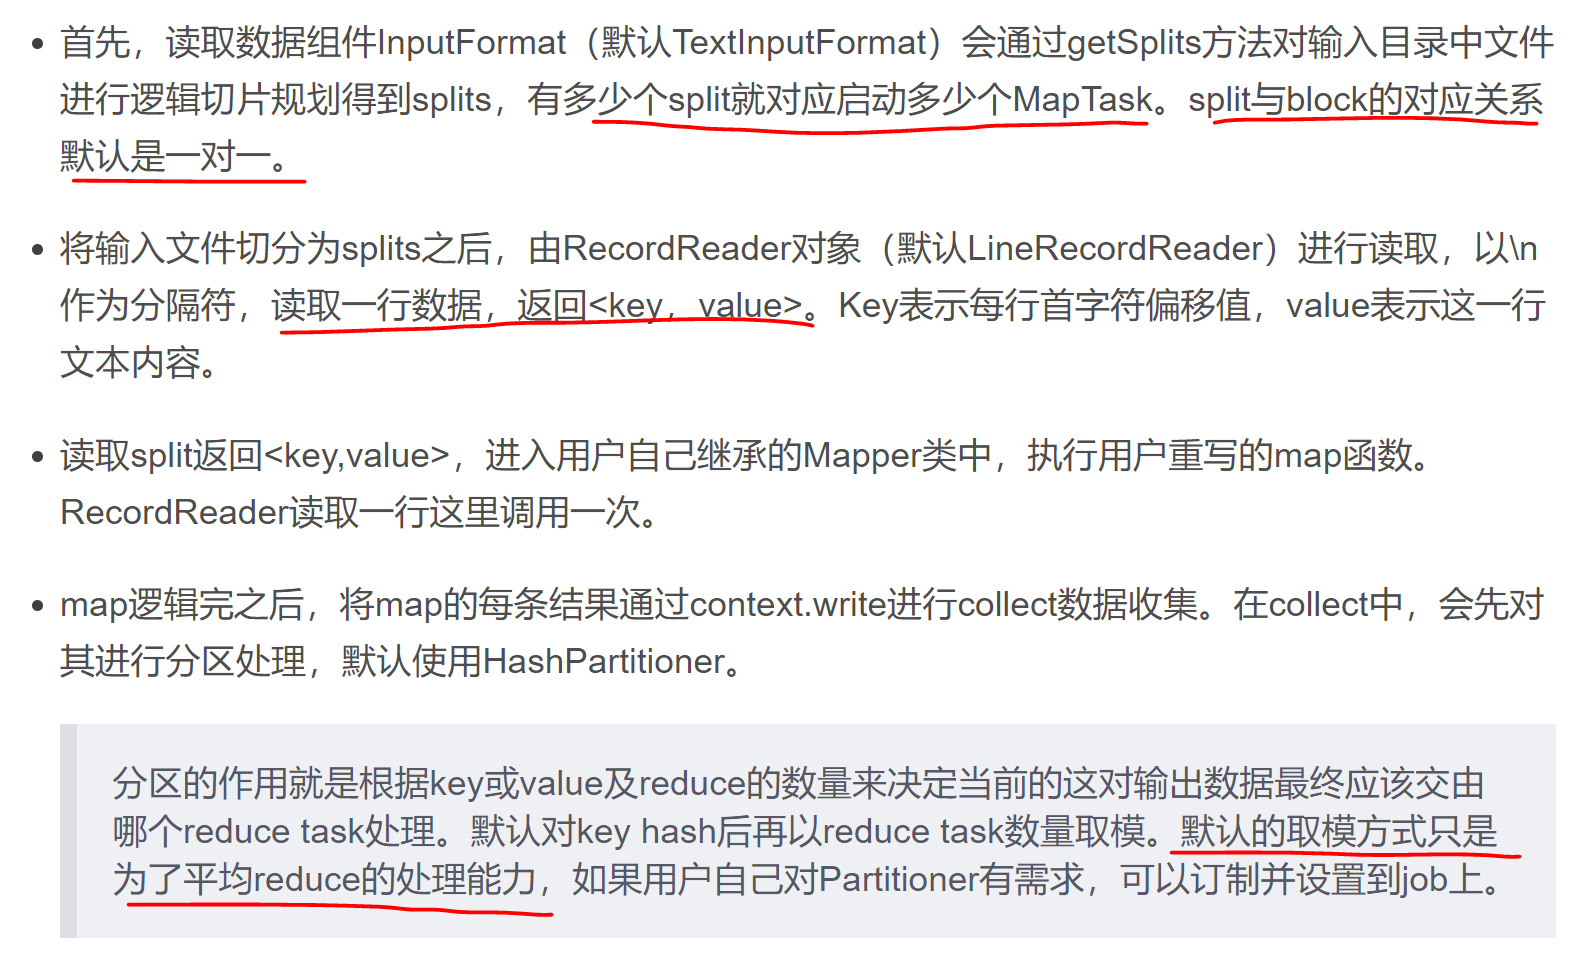 首先，读取数据组件InputFormat（默认TextInputFormat）会通过getSplits方法对输入目录中文件
进行逻辑切片规划得到splits，有多少个split就对应启动多少个MapTask。split与block的对应关系
默认是一对一。
将输入文件切分为splits之后，由RecordReader对象（默认LineRecordReader）进行读取，以\n
作为分隔符，读取一行数据，返回<key，value>。Key表示每行首字符偏移值，value表示这一行
文本内容。
读取split返回<key,value>，进入用户自己继承的Mapper类中，执行用户重写的map函数。
RecordReader读取一行这里调用一次。
map逻辑完之后，将map的每条结果通过context.write进行collect数据收集。在collect中，会先对
其进行分区处理，默认使用HashPartitioner。
分区的作用就是根据key或value及reduce的数量来决定当前的这对输出数据最终应该交由
哪个reduce task处理。默认对key hash后再以reduce task数量取模。默认的取模方式只是
为了平均reduce的处理能力，如果用户自己对Partitioner有需求，可以订制并设置到job上。